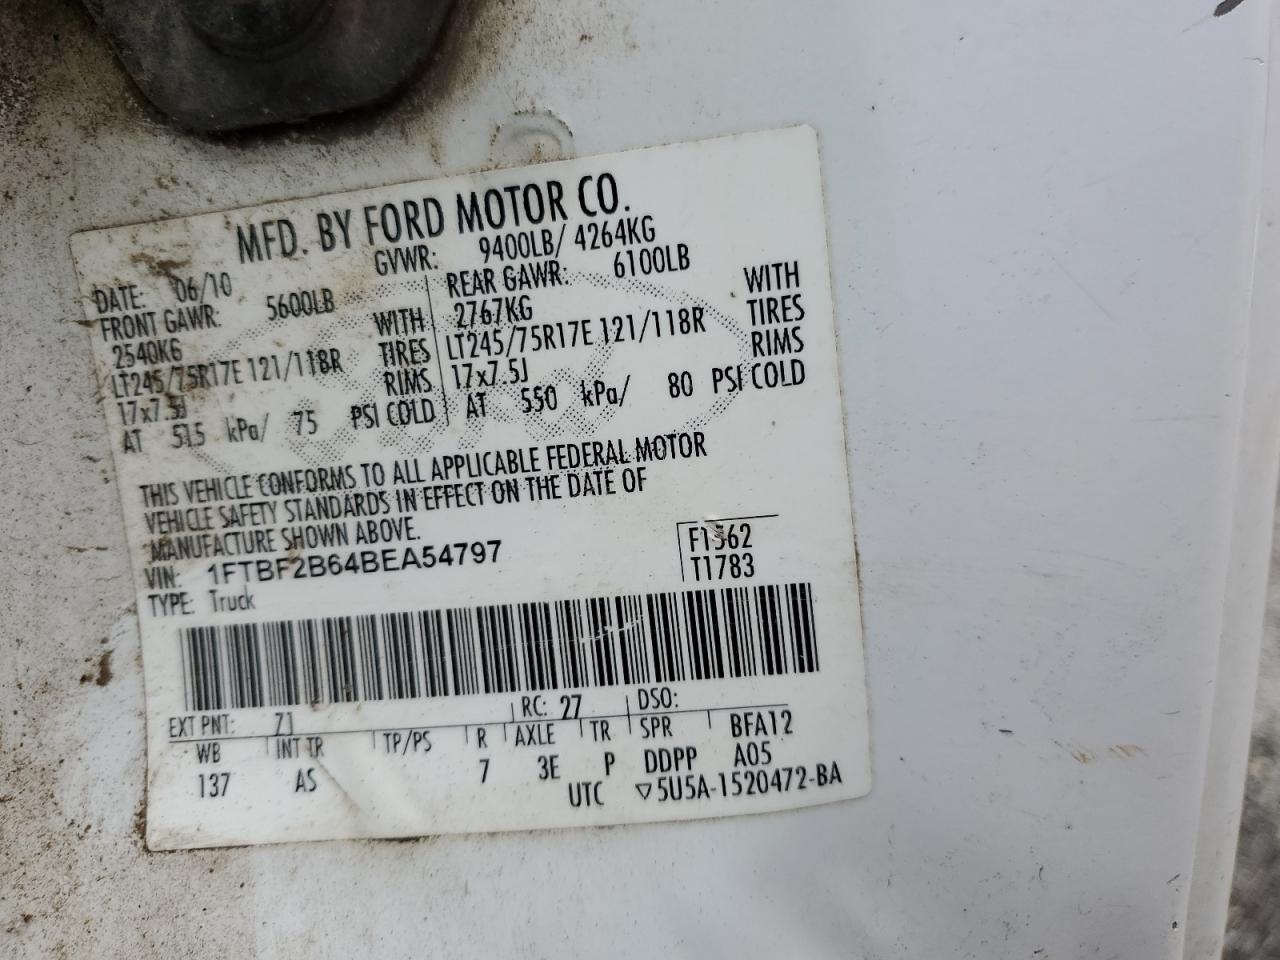 MFD. BY FORD MOTOR CO.
DATE: 06/10 GVWR: 9400LB/ 4264KG
FRONT GAWR: 5600LB REAR GAWR: 6100LB
2540KG WITH 2767KG WITH
LT245/75R17E 121/118R TIRES LT245/75R17E 121/118R TIRES
17x7.5J RIMS 17x7.5J RIMS
AT 515 kPa/ 75 PSI COLD AT 550 kPa/ 80 PSI COLD
THIS VEHICLE CONFORMS TO ALL APPLICABLE FEDERAL MOTOR
VEHICLE SAFETY STANDARDS IN EFFECT ON THE DATE OF
MANUFACTURE SHOWN ABOVE.
VIN: 1FTBF2B64BEA54797 F1562
TYPE: Truck T1783
EXT PNT: Z1 RC: 27 DSO:
WB INT TR TP/PS R AXLE TR SPR BFA12
137 AS 7 3E P DDPP A05
UTC ▽5U5A-1520472-BA